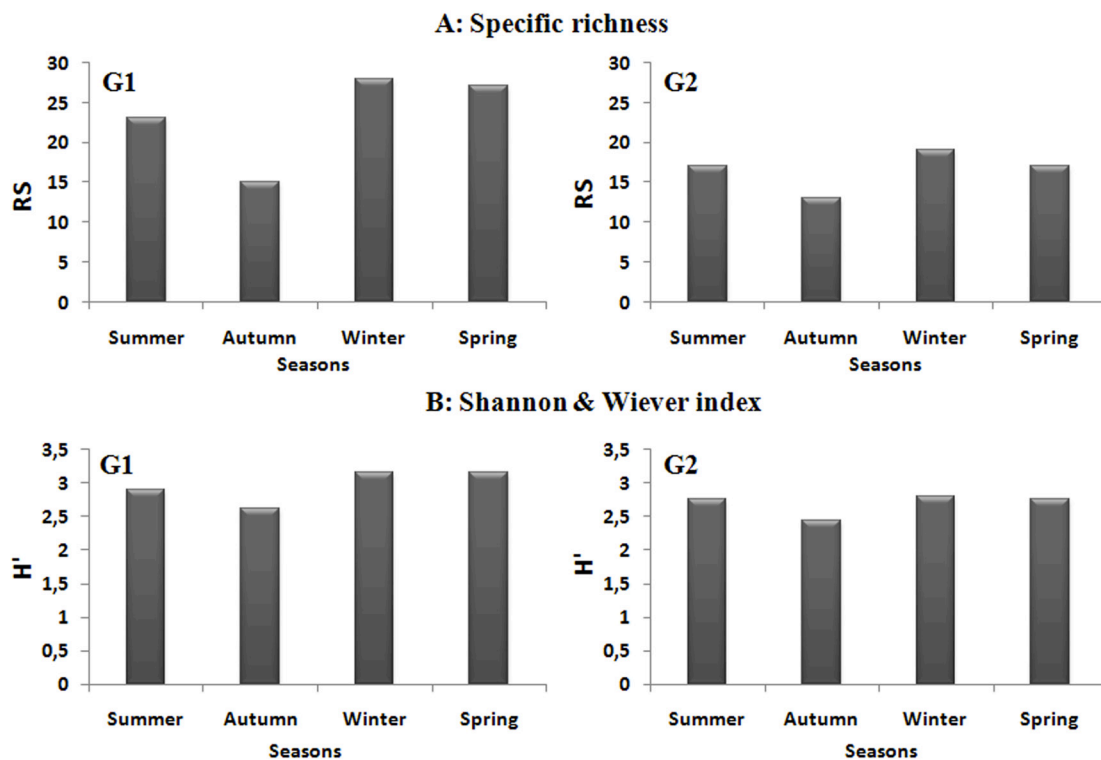 A: Specific richness
G1
30
25
20
15
10
5
0
RS
Summer Autumn Winter Spring
Seasons
G2
30
25
20
15
10
5
0
RS
Summer Autumn Winter Spring
Seasons
B: Shannon & Wiever index
G1
3,5
3
2,5
2
1,5
1
0,5
0
H'
Summer Autumn Winter Spring
Seasons
G2
3,5
3
2,5
2
1,5
1
0,5
0
H'
Summer Autumn Winter Spring
Seasons